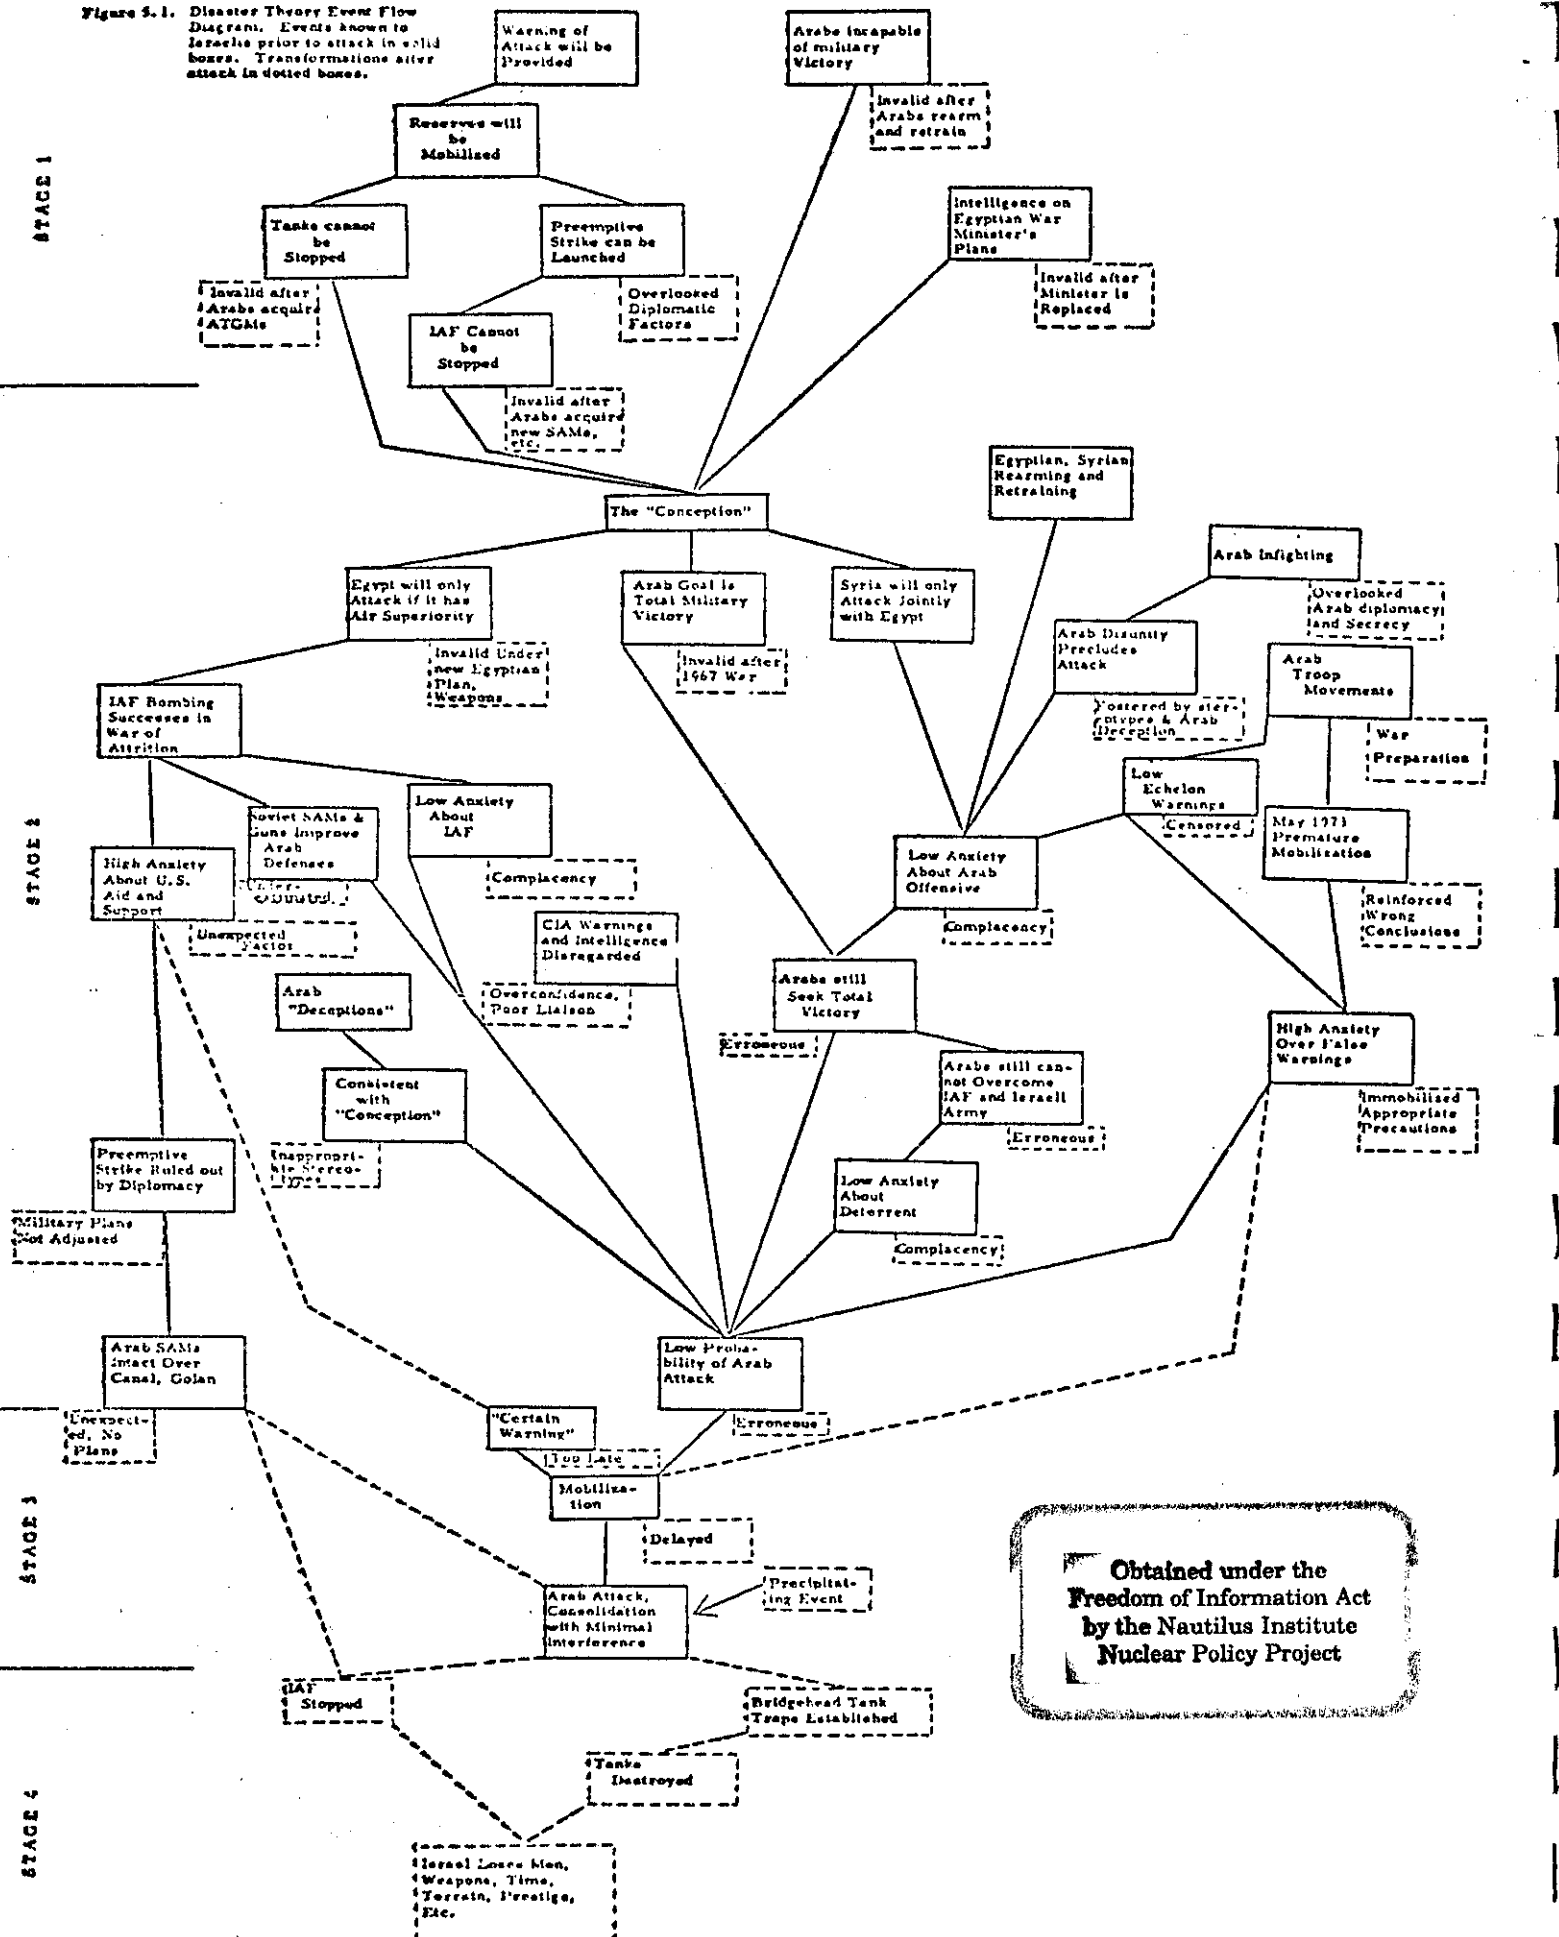 Figure 5.1. Disaster Theory Event Flow
Diagram. Events known to
Israelis prior to attack in solid
boxes. Transformations after
attack in dotted boxes.
STAGE 1
Warning of
Attack will be
Provided
Arabs incapable
of military
Victory
Invalid after
Arabs rearm
and retrain
Reserves will
be
Mobilized
Tanks cannot
be
Stopped
Invalid after
Arabs acquire
ATGMs
Preemptive
Strike can be
Launched
Overlooked
Diplomatic
Factors
Intelligence on
Egyptian War
Minister's
Plans
Invalid after
Minister is
Replaced
IAF Cannot
be
Stopped
Invalid after
Arabs acquire
new SAMs,
etc.
STAGE 2
The "Conception"
Egyptian, Syrian
Rearming and
Retraining
Arab Infighting
Overlooked
Arab diplomacy
and Secrecy
Egypt will only
Attack if it has
Air Superiority
Invalid Under
new Egyptian
Plan,
Weapons
Arab Goal is
Total Military
Victory
Invalid after
1967 War
Syria will only
Attack Jointly
with Egypt
Arab Disunity
Precludes
Attack
Fostered by ster-
otypes & Arab
Deception
Arab
Troop
Movements
War
Preparation
IAF Bombing
Successes in
War of
Attrition
Low
Echelon
Warnings
Censored
May 1973
Premature
Mobilization
Reinforced
Wrong
Conclusions
Soviet SAMs &
Guns Improve
Arab
Defenses
Low Anxiety
About
IAF
Complacency
High Anxiety
About U.S.
Aid and
Support
Unexpected
Factor
Low Anxiety
About Arab
Offensive
Complacency
CIA Warnings
and Intelligence
Disregarded
Overconfidence,
Poor Liaison
Arab
"Deceptions"
Arabs still
Seek Total
Victory
Erroneous
High Anxiety
Over False
Warnings
Immobilized
Appropriate
Precautions
Consistent
with
"Conception"
Inappropri-
ate Stereo-
types
Arabs still can-
not Overcome
IAF and Israeli
Army
Erroneous
Preemptive
Strike Ruled out
by Diplomacy
Military Plans
Not Adjusted
Low Anxiety
About
Deterrent
Complacency
Arab SAMs
Intact Over
Canal, Golan
Unexpect-
ed, No
Plans
Low Proba-
bility of Arab
Attack
Erroneous
STAGE 3
"Certain
Warning"
Too Late
Mobiliza-
tion
Delayed
Precipitat-
ing Event
Arab Attack,
Consolidation
with Minimal
Interference
Obtained under the
Freedom of Information Act
by the Nautilus Institute
Nuclear Policy Project
STAGE 4
IAF
Stopped
Bridgehead Tank
Traps Established
Tanks
Destroyed
Israel Loses Men,
Weapons, Time,
Terrain, Prestige,
Etc.